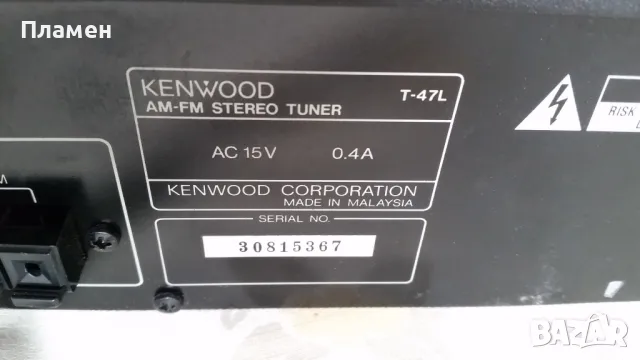 Пламен
KENWOOD T-47L
AM-FM STEREO TUNER
AC 15V 0.4A
KENWOOD CORPORATION
MADE IN MALAYSIA
SERIAL NO.
30815367
RISK
BAZAR